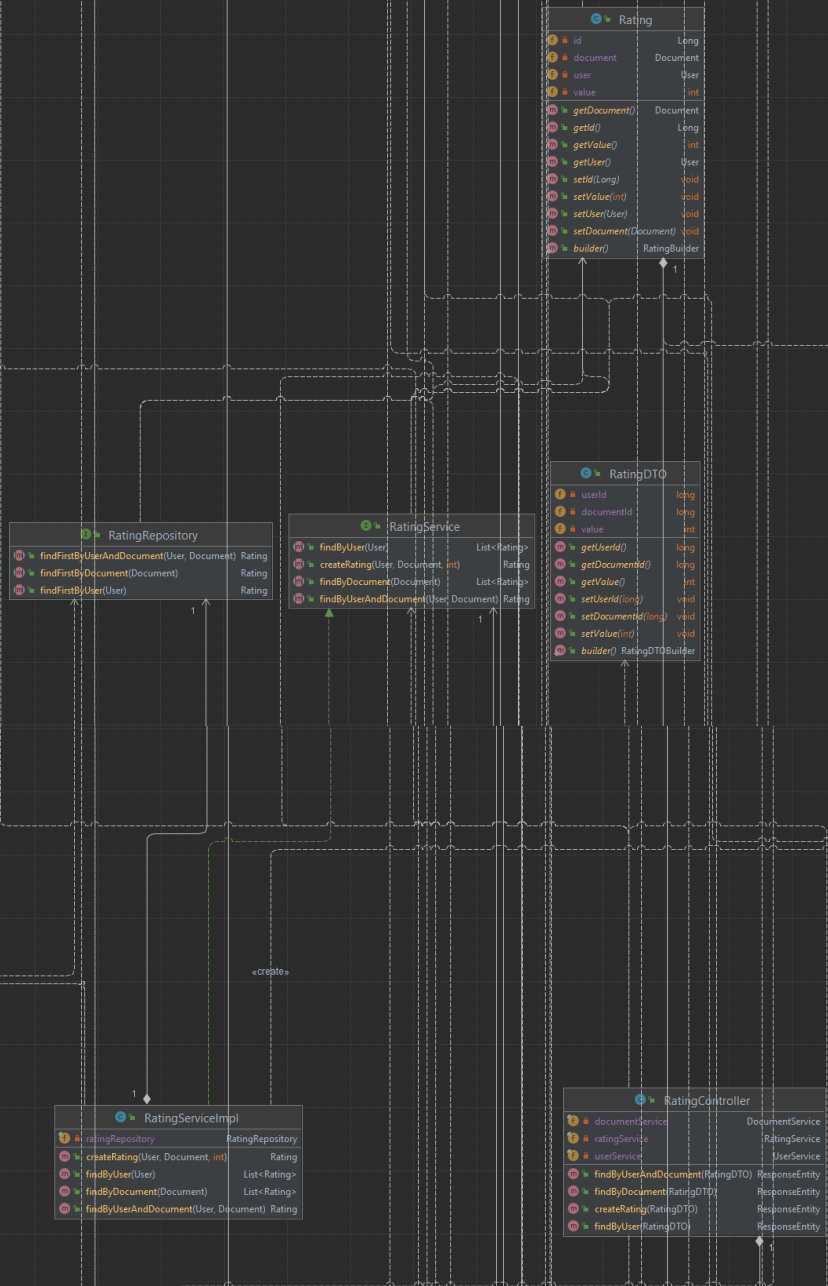 Rating
id Long
document Document
user User
value int
getDocument() Document
getId() Long
getValue() int
getUser() User
setId(Long) void
setValue(int) void
setUser(User) void
setDocument(Document) void
builder() RatingBuilder
1
RatingDTO
userId long
documentId long
value int
getUserId() long
getDocumentId() long
getValue() int
setUserId(long) void
setDocumentId(long) void
setValue(int) void
builder() RatingDTOBuilder
RatingRepository
findFirstByUserAndDocument(User, Document) Rating
findFirstByDocument(Document) Rating
findFirstByUser(User) Rating
1
RatingService
findByUser(User) List<Rating>
createRating(User, Document, int) Rating
findByDocument(Document) List<Rating>
findByUserAndDocument(User, Document) Rating
1
«create»
1
RatingServiceImpl
ratingRepository RatingRepository
createRating(User, Document, int) Rating
findByUser(User) List<Rating>
findByDocument(Document) List<Rating>
findByUserAndDocument(User, Document) Rating
RatingController
documentService DocumentService
ratingService RatingService
userService UserService
findByUserAndDocument(RatingDTO) ResponseEntity
findByDocument(RatingDTO) ResponseEntity
createRating(RatingDTO) ResponseEntity
findByUser(RatingDTO) ResponseEntity
1